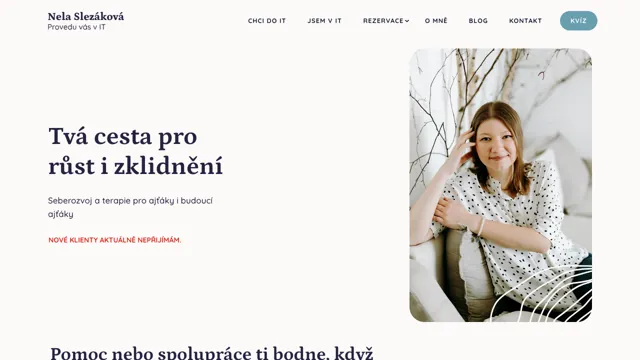 Nela Slezáková
Provedu vás v IT
CHCI DO IT
JSEM V IT
REZERVACE
O MNĚ
BLOG
KONTAKT
KVÍZ
Tvá cesta pro
růst i zklidnění
Seberozvoj a terapie pro ajťáky i budoucí
ajťáky
NOVÉ KLIENTY AKTUÁLNĚ NEPŘIJÍMÁM.
Pomoc nebo spolupráce ti bodne, když